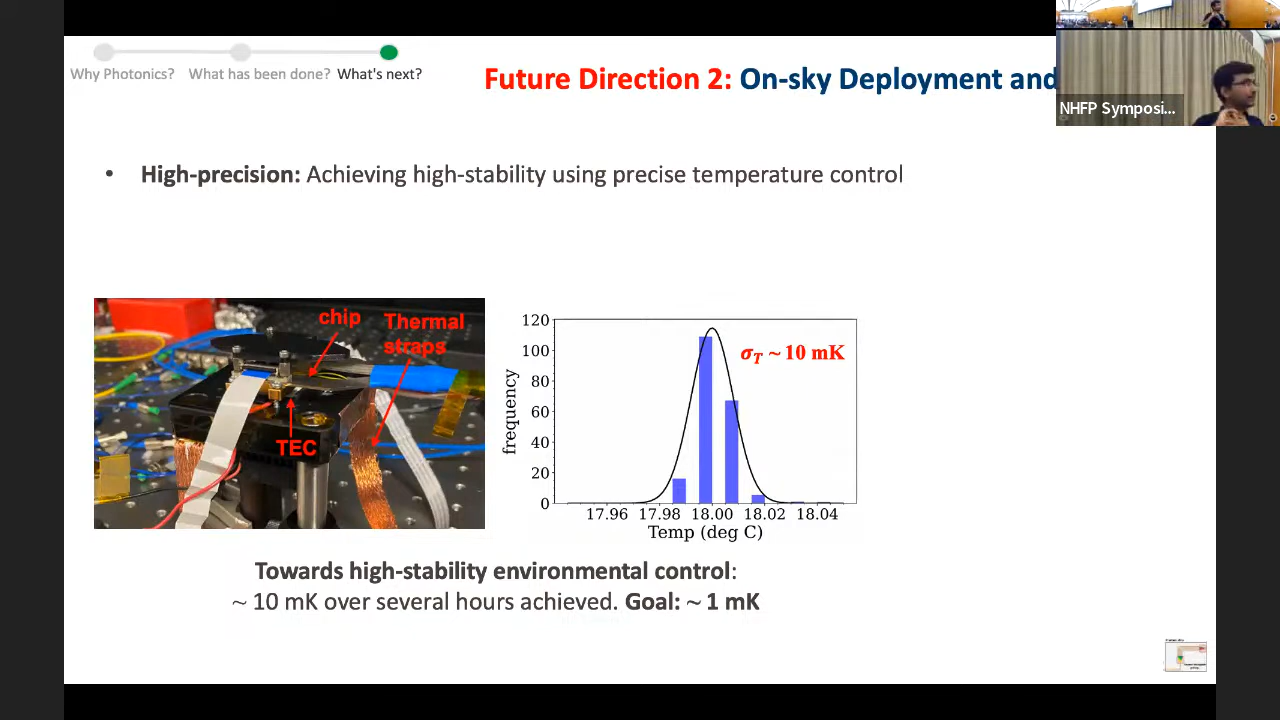 Why Photonics? What has been done? What's next?
Future Direction 2: On-sky Deployment and
NHFP Symposi...
• High-precision: Achieving high-stability using precise temperature control
chip
Thermal
straps
TEC
120
100
80
60
40
20
0
frequency
σT ~ 10 mK
17.96 17.98 18.00 18.02 18.04
Temp (deg C)
Towards high-stability environmental control:
~ 10 mK over several hours achieved. Goal: ~ 1 mK